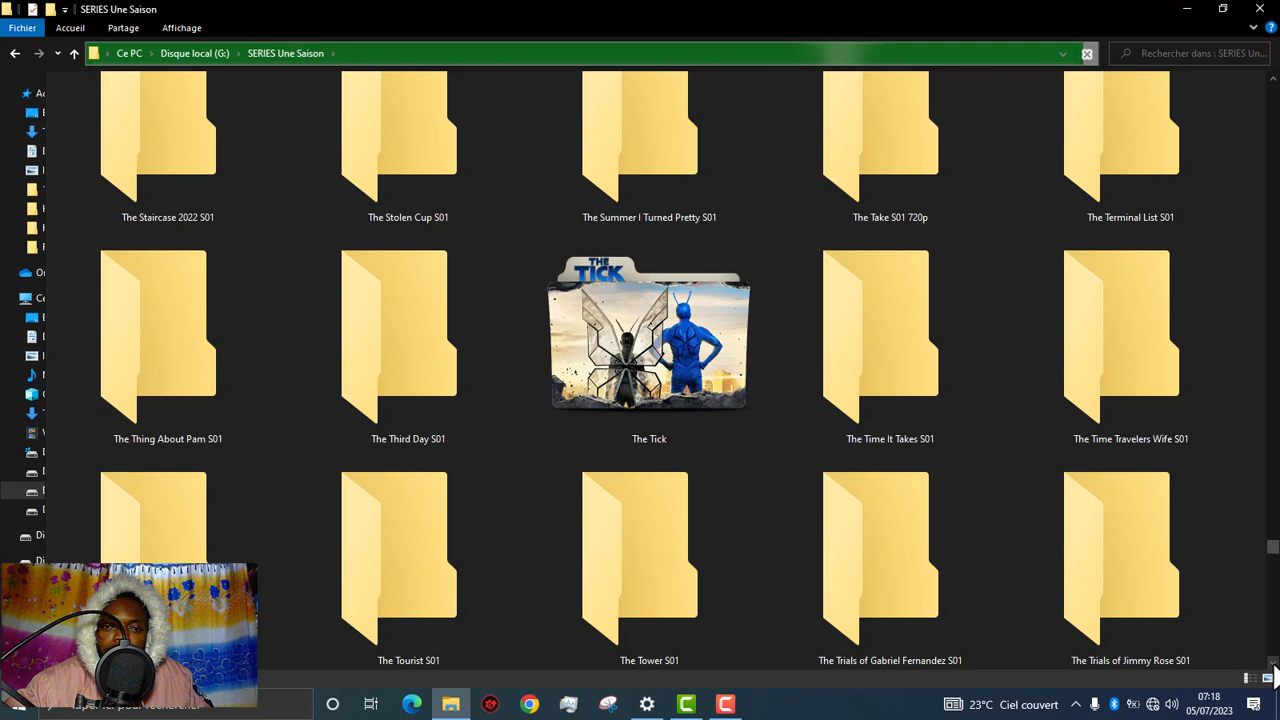 SERIES Une Saison
Fichier Accueil Partage Affichage
Ce PC Disque local (G:) SERIES Une Saison
Rechercher dans : SERIES Un...
The Staircase 2022 S01
The Stolen Cup S01
The Summer I Turned Pretty S01
The Take S01 720p
The Terminal List S01
THE
TICK
The Thing About Pam S01
The Third Day S01
The Tick
The Time It Takes S01
The Time Travelers Wife S01
The Tourist S01
The Tower S01
The Trials of Gabriel Fernandez S01
The Trials of Jimmy Rose S01
23°C Ciel couvert
07:18
05/07/2023